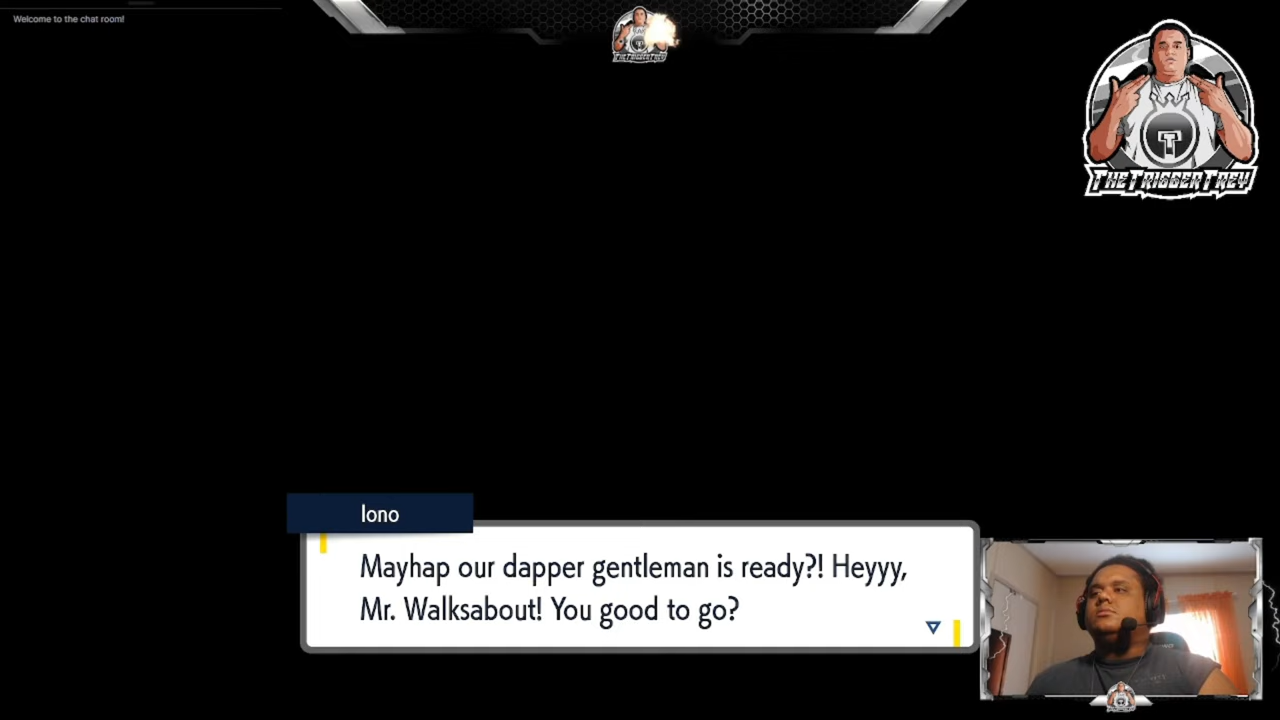 Welcome to the chat room!
THETRIGGERTREY
T
THETRIGGERTREY
Iono
Mayhap our dapper gentleman is ready?! Heyyy,
Mr. Walksabout! You good to go?